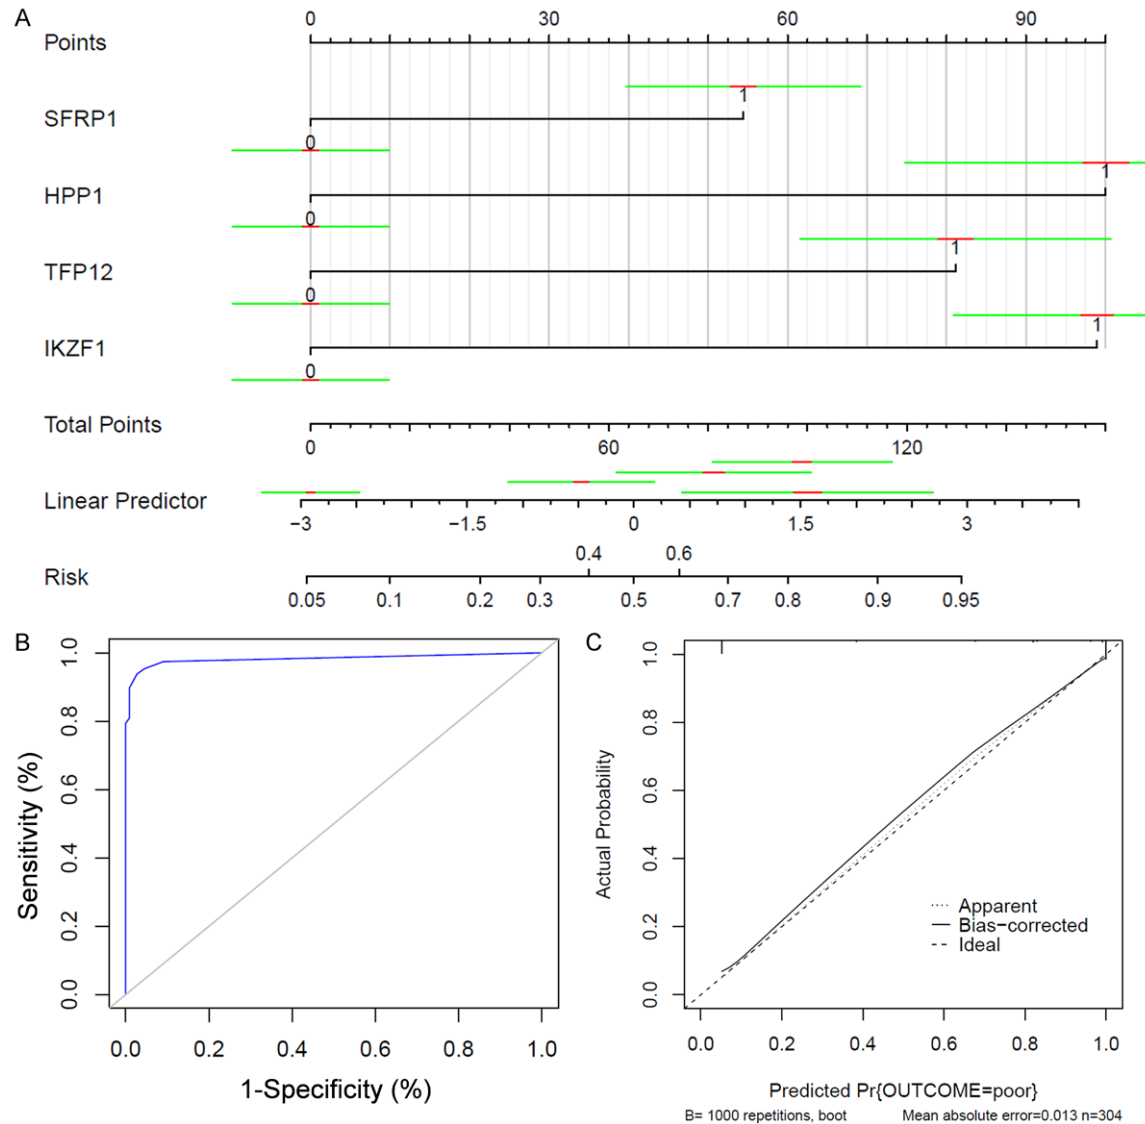 A
0 30 60 90
Points
1
SFRP1
0
1
HPP1
0
1
TFP12
0
1
IKZF1
0
Total Points
0 60 120
Linear Predictor
−3 −1.5 0 1.5 3
0.4 0.6
Risk
0.05 0.1 0.2 0.3 0.5 0.7 0.8 0.9 0.95
B
1.0
0.8
0.6
0.4
0.2
0.0
Sensitivity (%)
0.0 0.2 0.4 0.6 0.8 1.0
1-Specificity (%)
C
1.0
0.8
0.6
0.4
0.2
0.0
Actual Probability
Apparent
Bias−corrected
Ideal
0.0 0.2 0.4 0.6 0.8 1.0
Predicted Pr{OUTCOME=poor}
B= 1000 repetitions, boot Mean absolute error=0.013 n=304